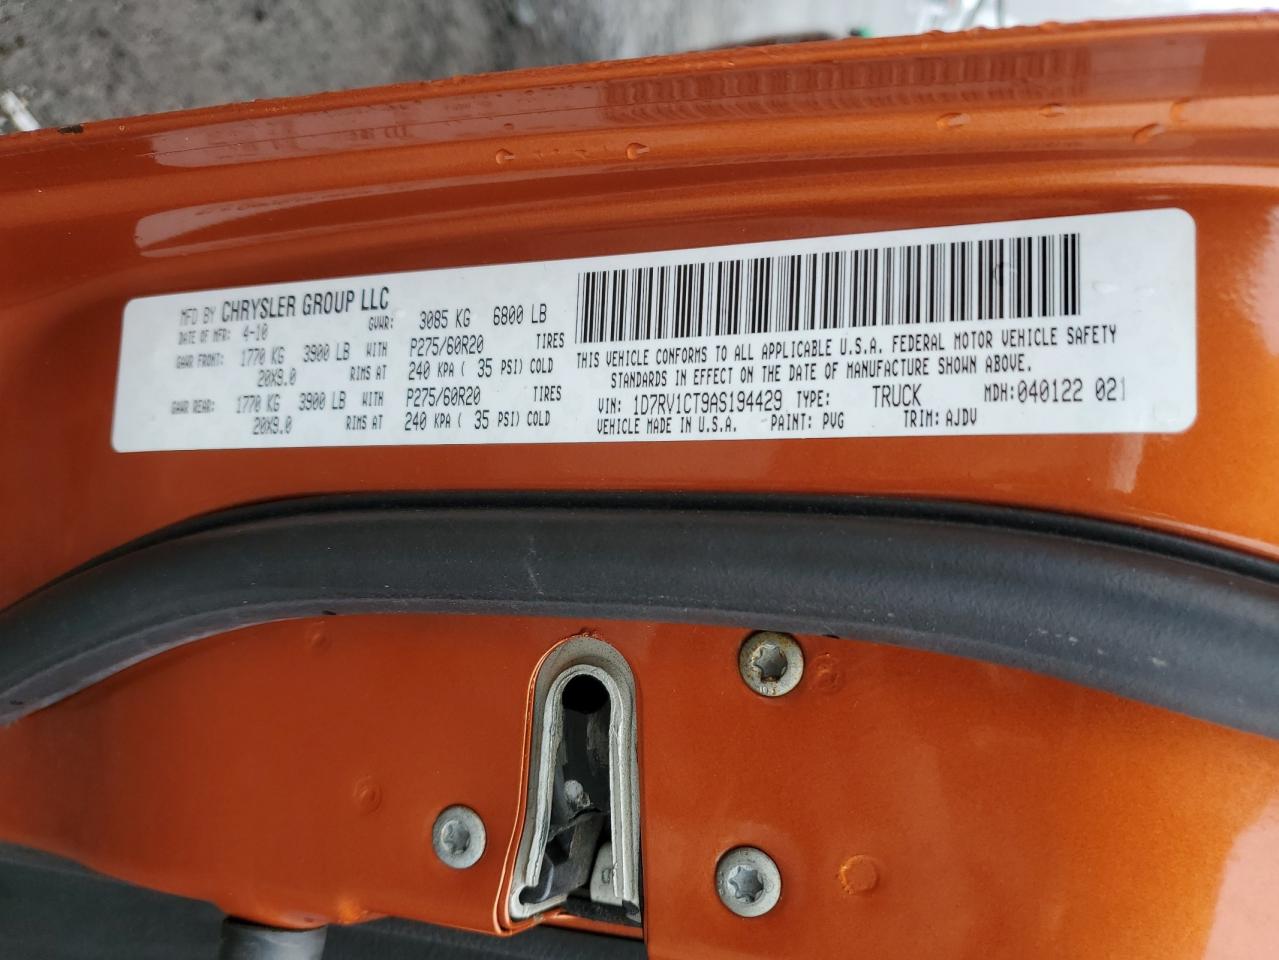 MFD BY CHRYSLER GROUP LLC
DATE OF MFR: 4-10 GVWR: 3085 KG 6800 LB
GAWR FRONT: 1770 KG 3900 LB WITH P275/60R20 TIRES
20X9.0 RIMS AT 240 KPA ( 35 PSI) COLD
GAWR REAR: 1770 KG 3900 LB WITH P275/60R20 TIRES
20X9.0 RIMS AT 240 KPA ( 35 PSI) COLD
THIS VEHICLE CONFORMS TO ALL APPLICABLE U.S.A. FEDERAL MOTOR VEHICLE SAFETY
STANDARDS IN EFFECT ON THE DATE OF MANUFACTURE SHOWN ABOVE.
VIN: 1D7RV1CT9AS194429 TYPE: TRUCK MDH:040122 021
VEHICLE MADE IN U.S.A. PAINT: PVG TRIM: AJDV